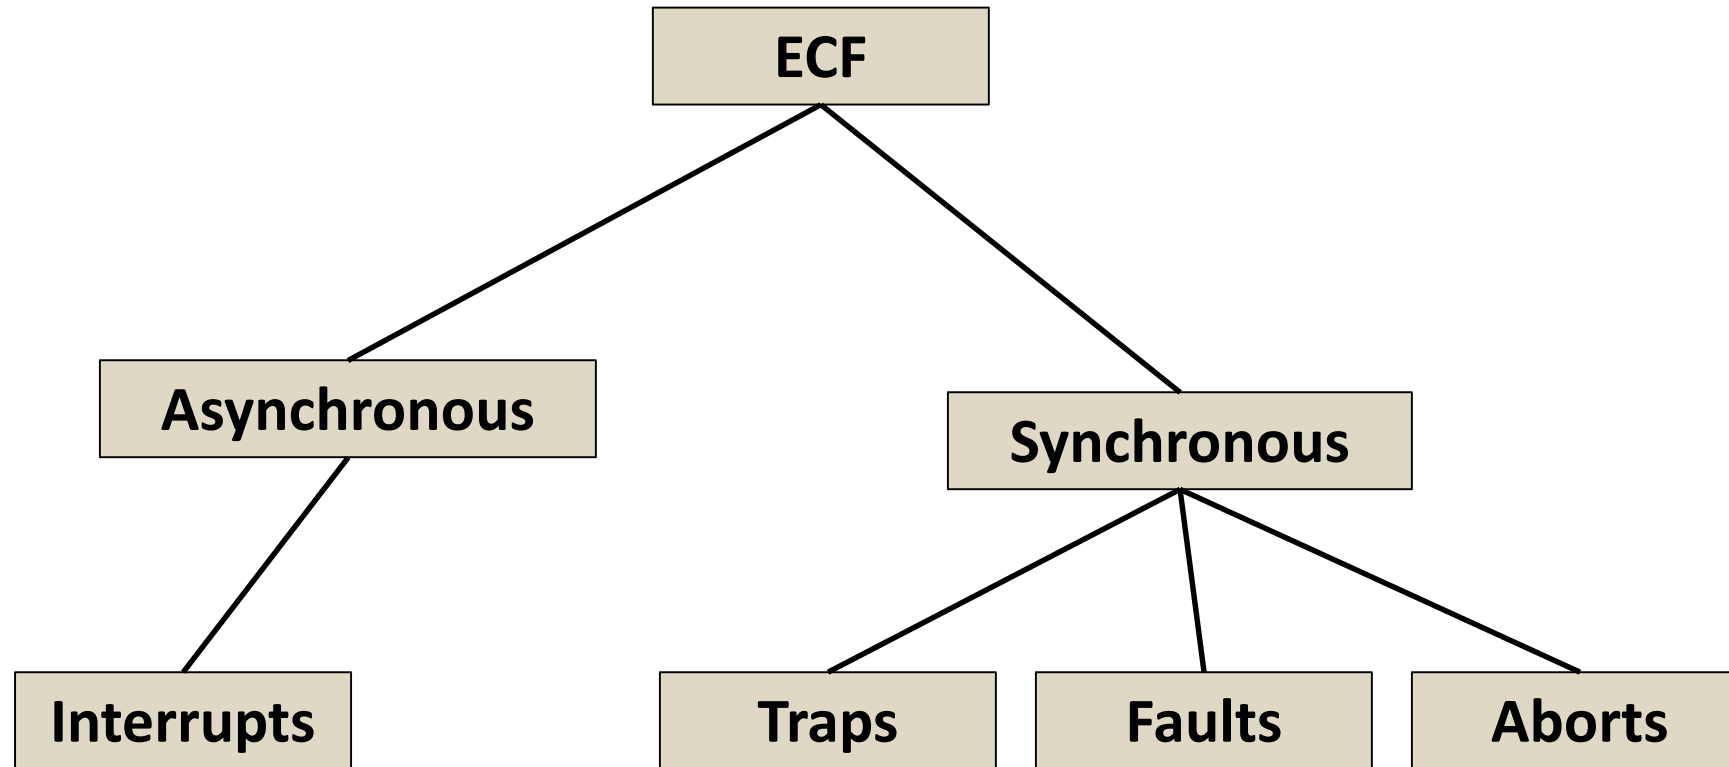 ECF
Asynchronous
Synchronous
Interrupts
Traps
Faults
Aborts